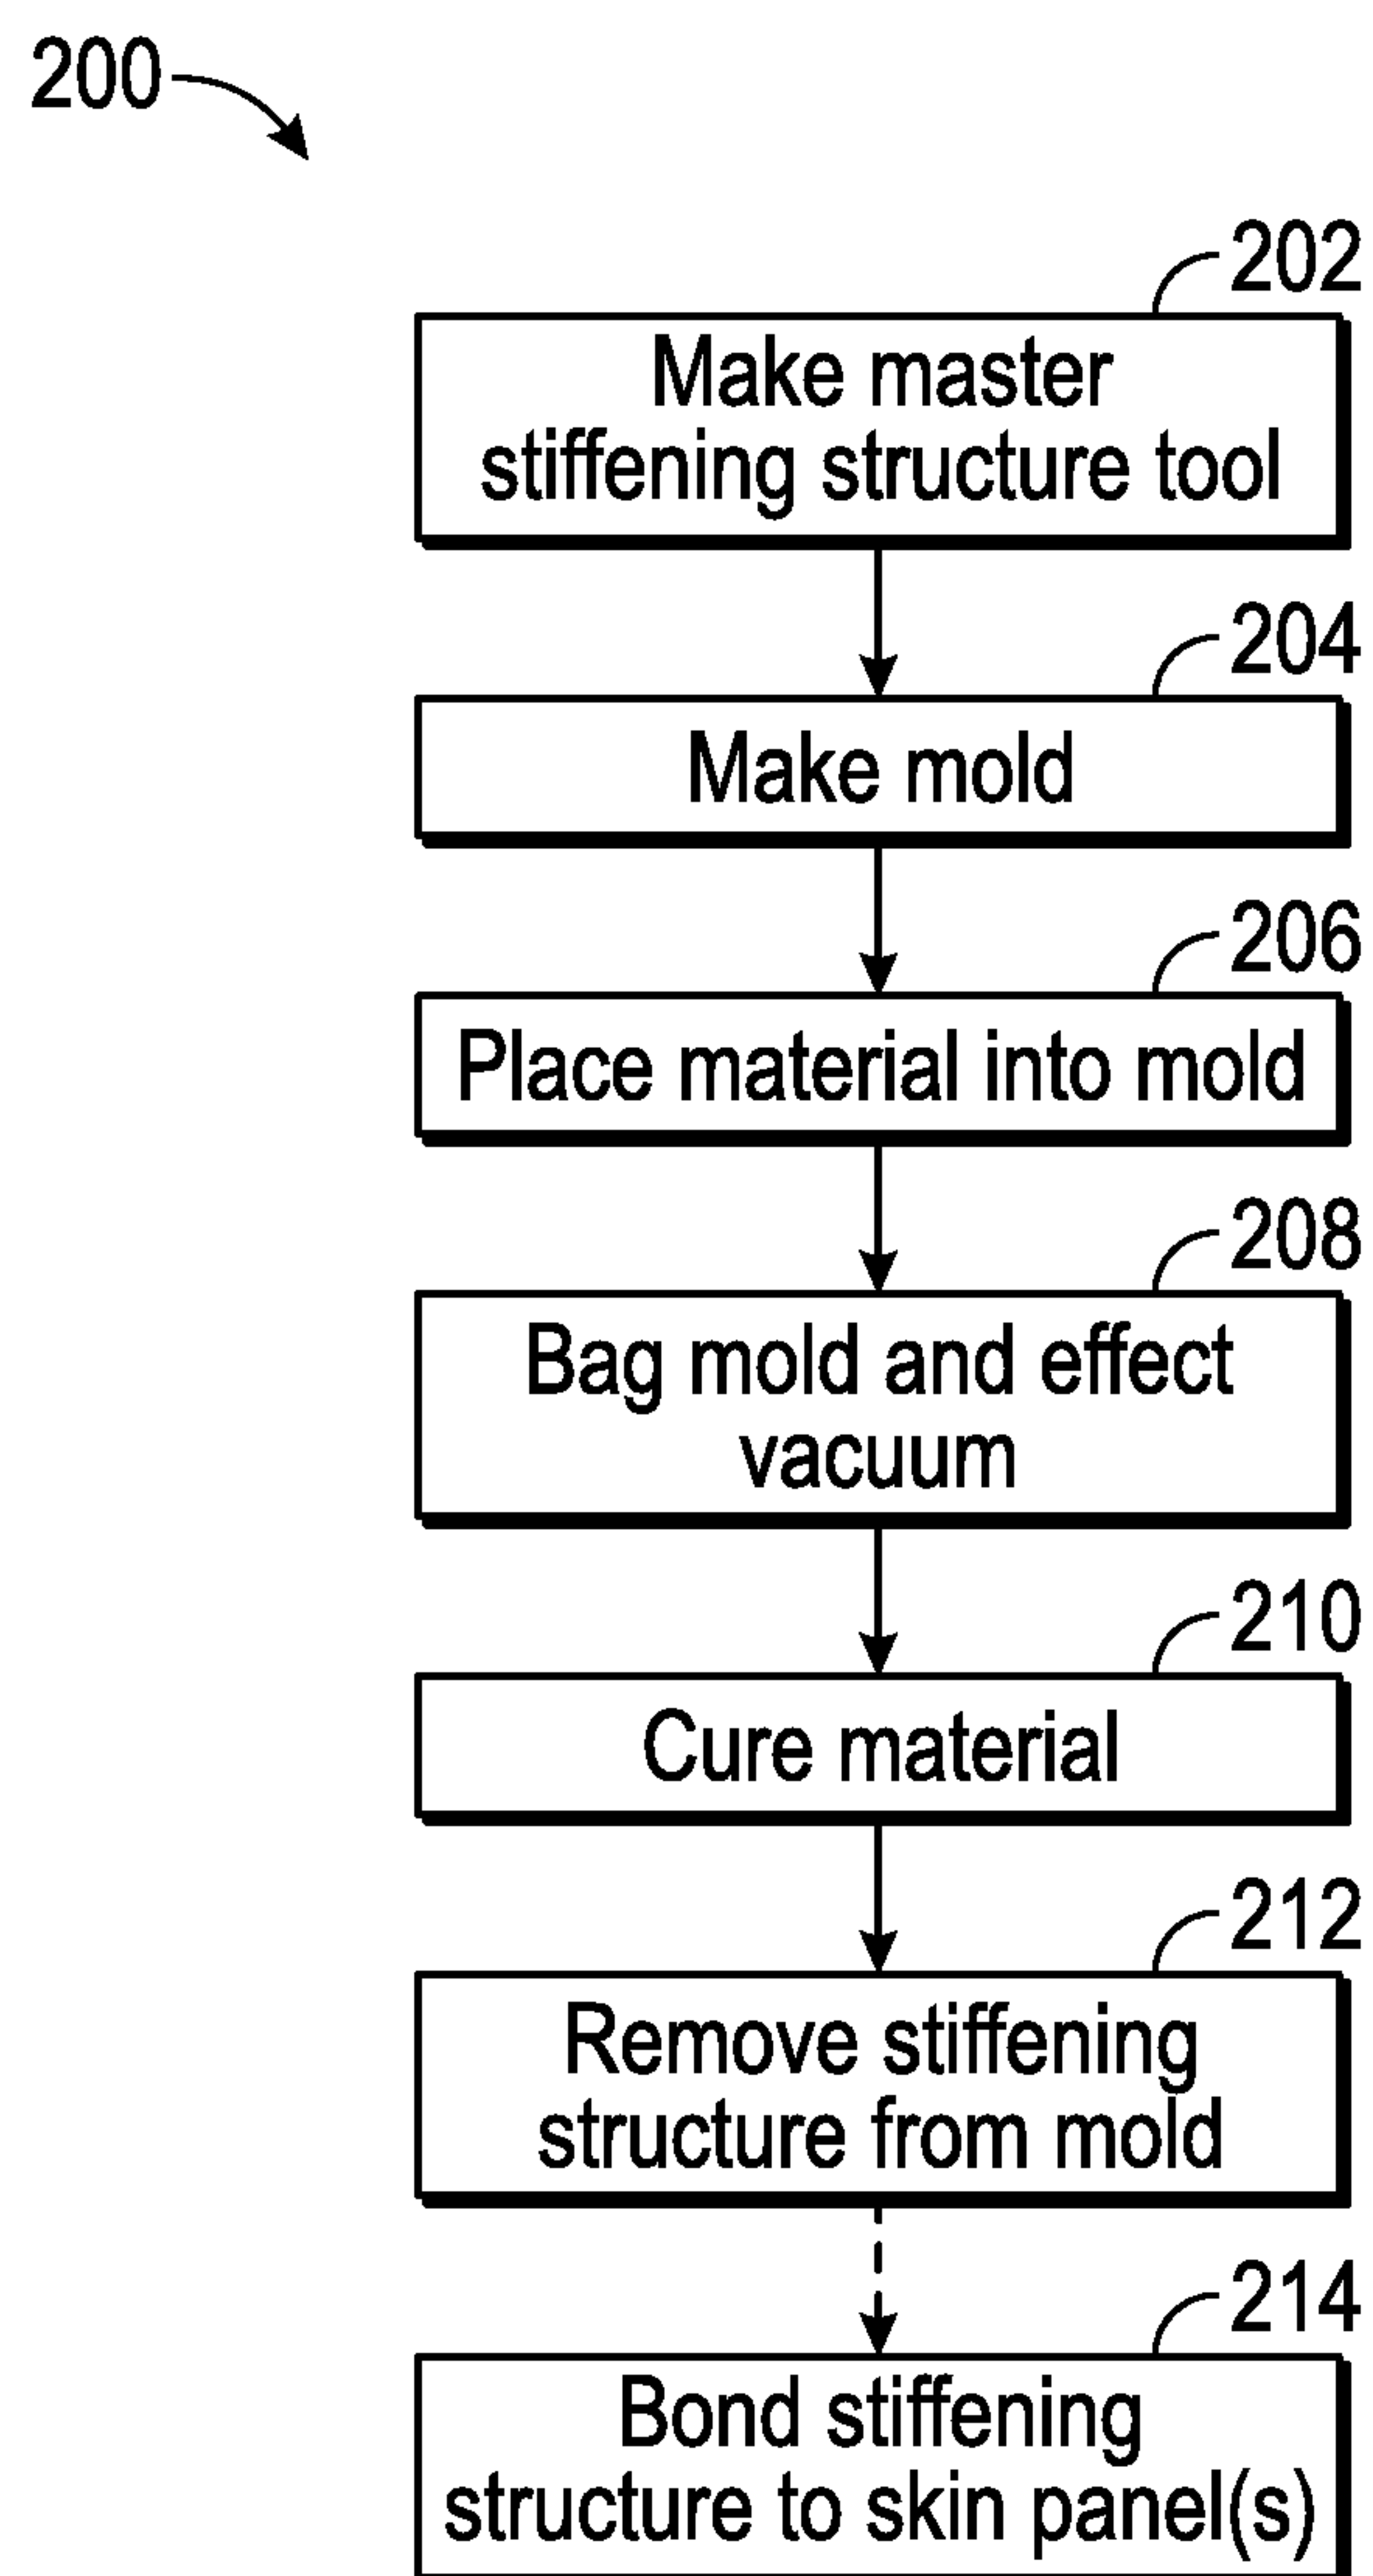 200
202
Make master
stiffening structure tool
204
Make mold
206
Place material into mold
208
Bag mold and effect
vacuum
210
Cure material
212
Remove stiffening
structure from mold
214
Bond stiffening
structure to skin panel(s)